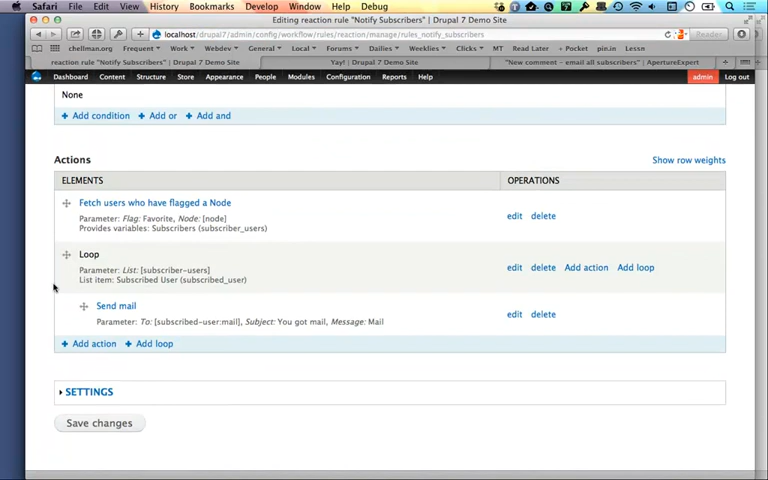 Safari File Edit View History Bookmarks Develop Window Help Debug
Editing reaction rule "Notify Subscribers" | Drupal 7 Demo Site
localhost/drupal7/admin/config/workflow/rules/reaction/manage/rules_notify_subscribers
Reader
chellman.org Frequent Work Webdev General Local Forums Dailies Weeklies Clicks MT Read Later + Pocket pin.in Lessn
reaction rule "Notify Subscribers" | Drupal 7 Demo Site
Yay! | Drupal 7 Demo Site
"New comment - email all subscribers" | ApertureExpert
Dashboard Content Structure Store Appearance People Modules Configuration Reports Help admin Log out
None
+ Add condition + Add or + Add and
Actions
Show row weights
ELEMENTS OPERATIONS
Fetch users who have flagged a Node
Parameter: Flag: Favorite, Node: [node]
Provides variables: Subscribers (subscriber_users)
edit delete
Loop
Parameter: List: [subscriber-users]
List item: Subscribed User (subscribed_user)
edit delete Add action Add loop
Send mail
Parameter: To: [subscribed-user:mail], Subject: You got mail, Message: Mail
edit delete
+ Add action + Add loop
SETTINGS
Save changes